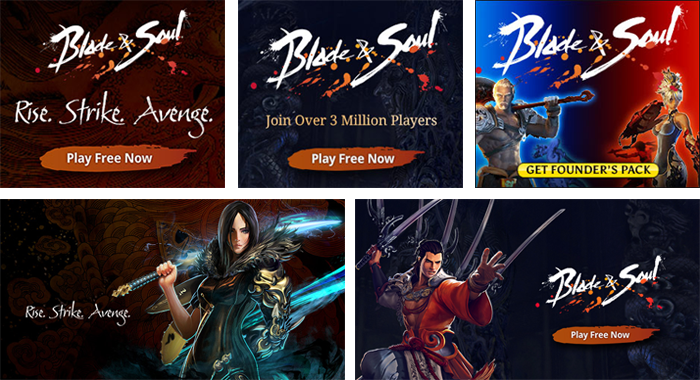 Blade & Soul
Rise. Strike. Avenge.
Play Free Now
Blade & Soul
Join Over 3 Million Players
Play Free Now
Blade & Soul
GET FOUNDER'S PACK
Rise. Strike. Avenge.
Blade & Soul
Play Free Now